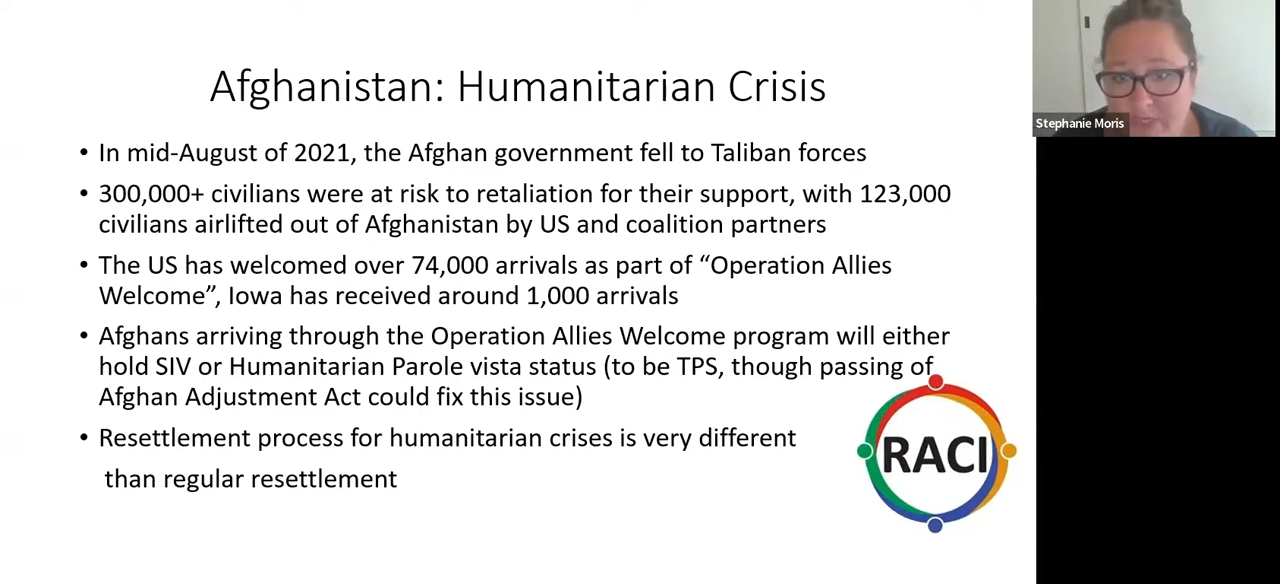 Afghanistan: Humanitarian Crisis
• In mid-August of 2021, the Afghan government fell to Taliban forces
• 300,000+ civilians were at risk to retaliation for their support, with 123,000
civilians airlifted out of Afghanistan by US and coalition partners
• The US has welcomed over 74,000 arrivals as part of “Operation Allies
Welcome”, Iowa has received around 1,000 arrivals
• Afghans arriving through the Operation Allies Welcome program will either
hold SIV or Humanitarian Parole vista status (to be TPS, though passing of
Afghan Adjustment Act could fix this issue)
• Resettlement process for humanitarian crises is very different
than regular resettlement
RACI
Stephanie Moris